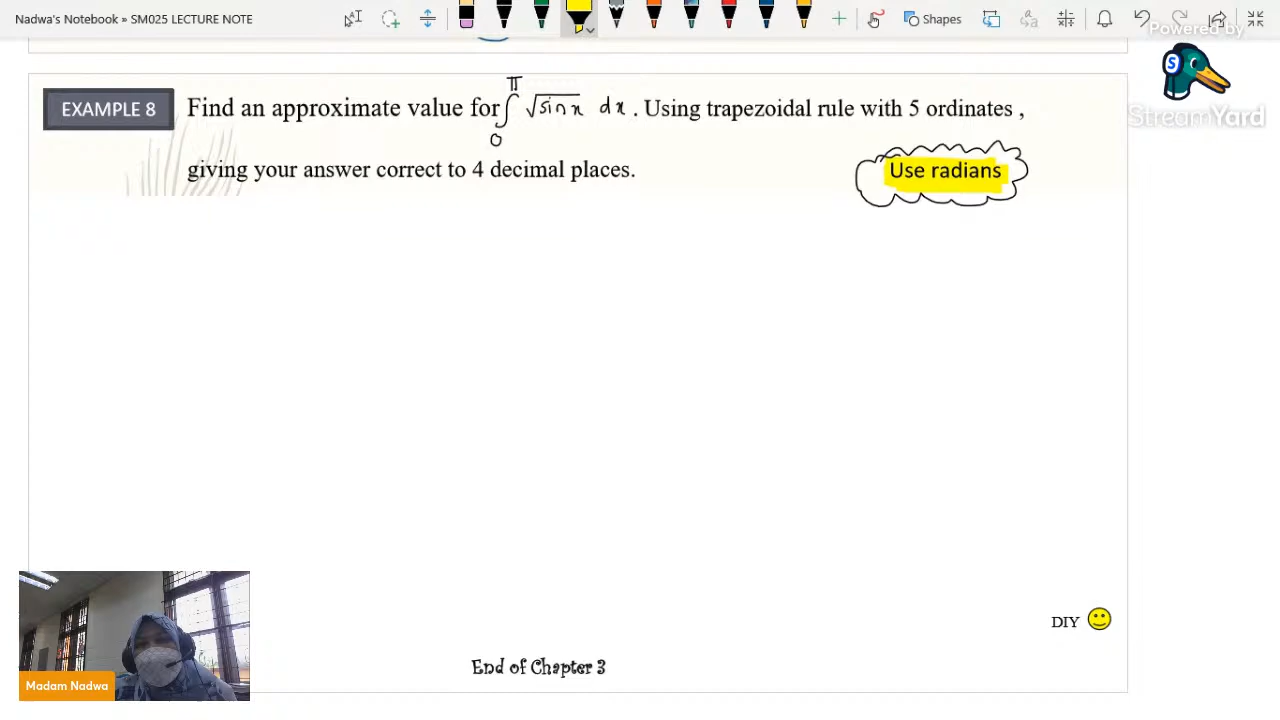 Nadwa's Notebook » SM025 LECTURE NOTE
Shapes
Powered by
S
StreamYard
EXAMPLE 8 Find an approximate value for ∫₀^π √sin x dx . Using trapezoidal rule with 5 ordinates ,
giving your answer correct to 4 decimal places.
Use radians
DIY
End of Chapter 3
Madam Nadwa